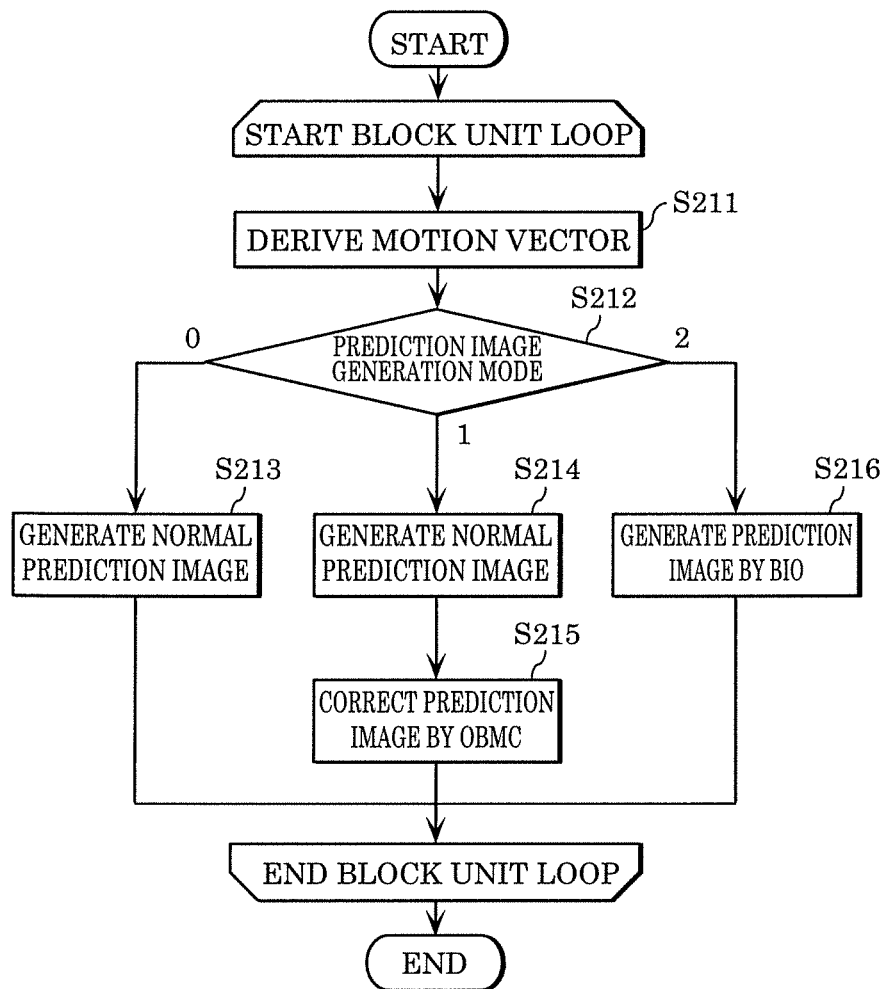 START
START BLOCK UNIT LOOP
S211
DERIVE MOTION VECTOR
S212
0
PREDICTION IMAGE
GENERATION MODE
2
1
S213
GENERATE NORMAL
PREDICTION IMAGE
S214
GENERATE NORMAL
PREDICTION IMAGE
S216
GENERATE PREDICTION
IMAGE BY BIO
S215
CORRECT PREDICTION
IMAGE BY OBMC
END BLOCK UNIT LOOP
END